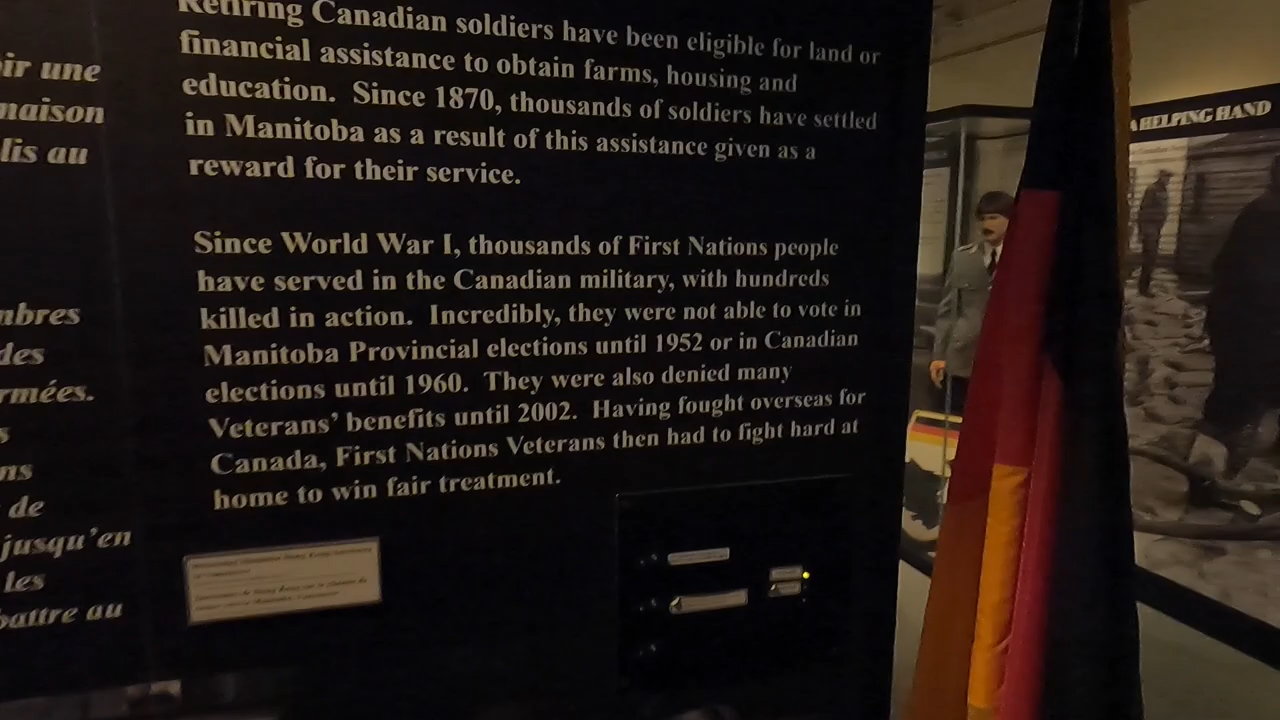 ir une
maison
lis au
mbres
des
rmées.
s
ns
de
jusqu'en
les
battre au
Retiring Canadian soldiers have been eligible for land or
financial assistance to obtain farms, housing and
education. Since 1870, thousands of soldiers have settled
in Manitoba as a result of this assistance given as a
reward for their service.
Since World War I, thousands of First Nations people
have served in the Canadian military, with hundreds
killed in action. Incredibly, they were not able to vote in
Manitoba Provincial elections until 1952 or in Canadian
elections until 1960. They were also denied many
Veterans' benefits until 2002. Having fought overseas for
Canada, First Nations Veterans then had to fight hard at
home to win fair treatment.
A HELPING HAND